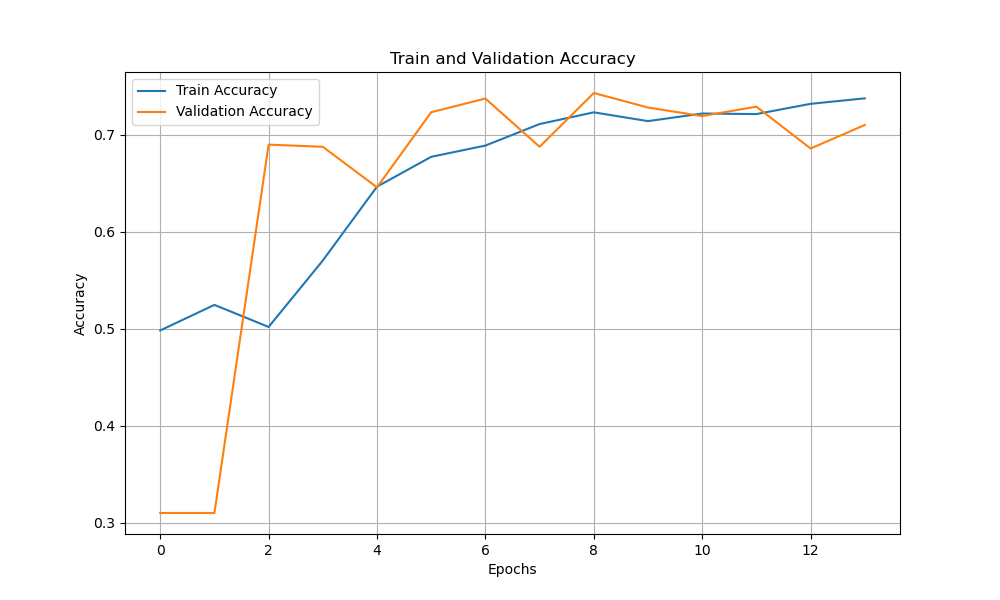 Train and Validation Accuracy
Train Accuracy
Validation Accuracy
Accuracy
0.7
0.6
0.5
0.4
0.3
0 2 4 6 8 10 12
Epochs